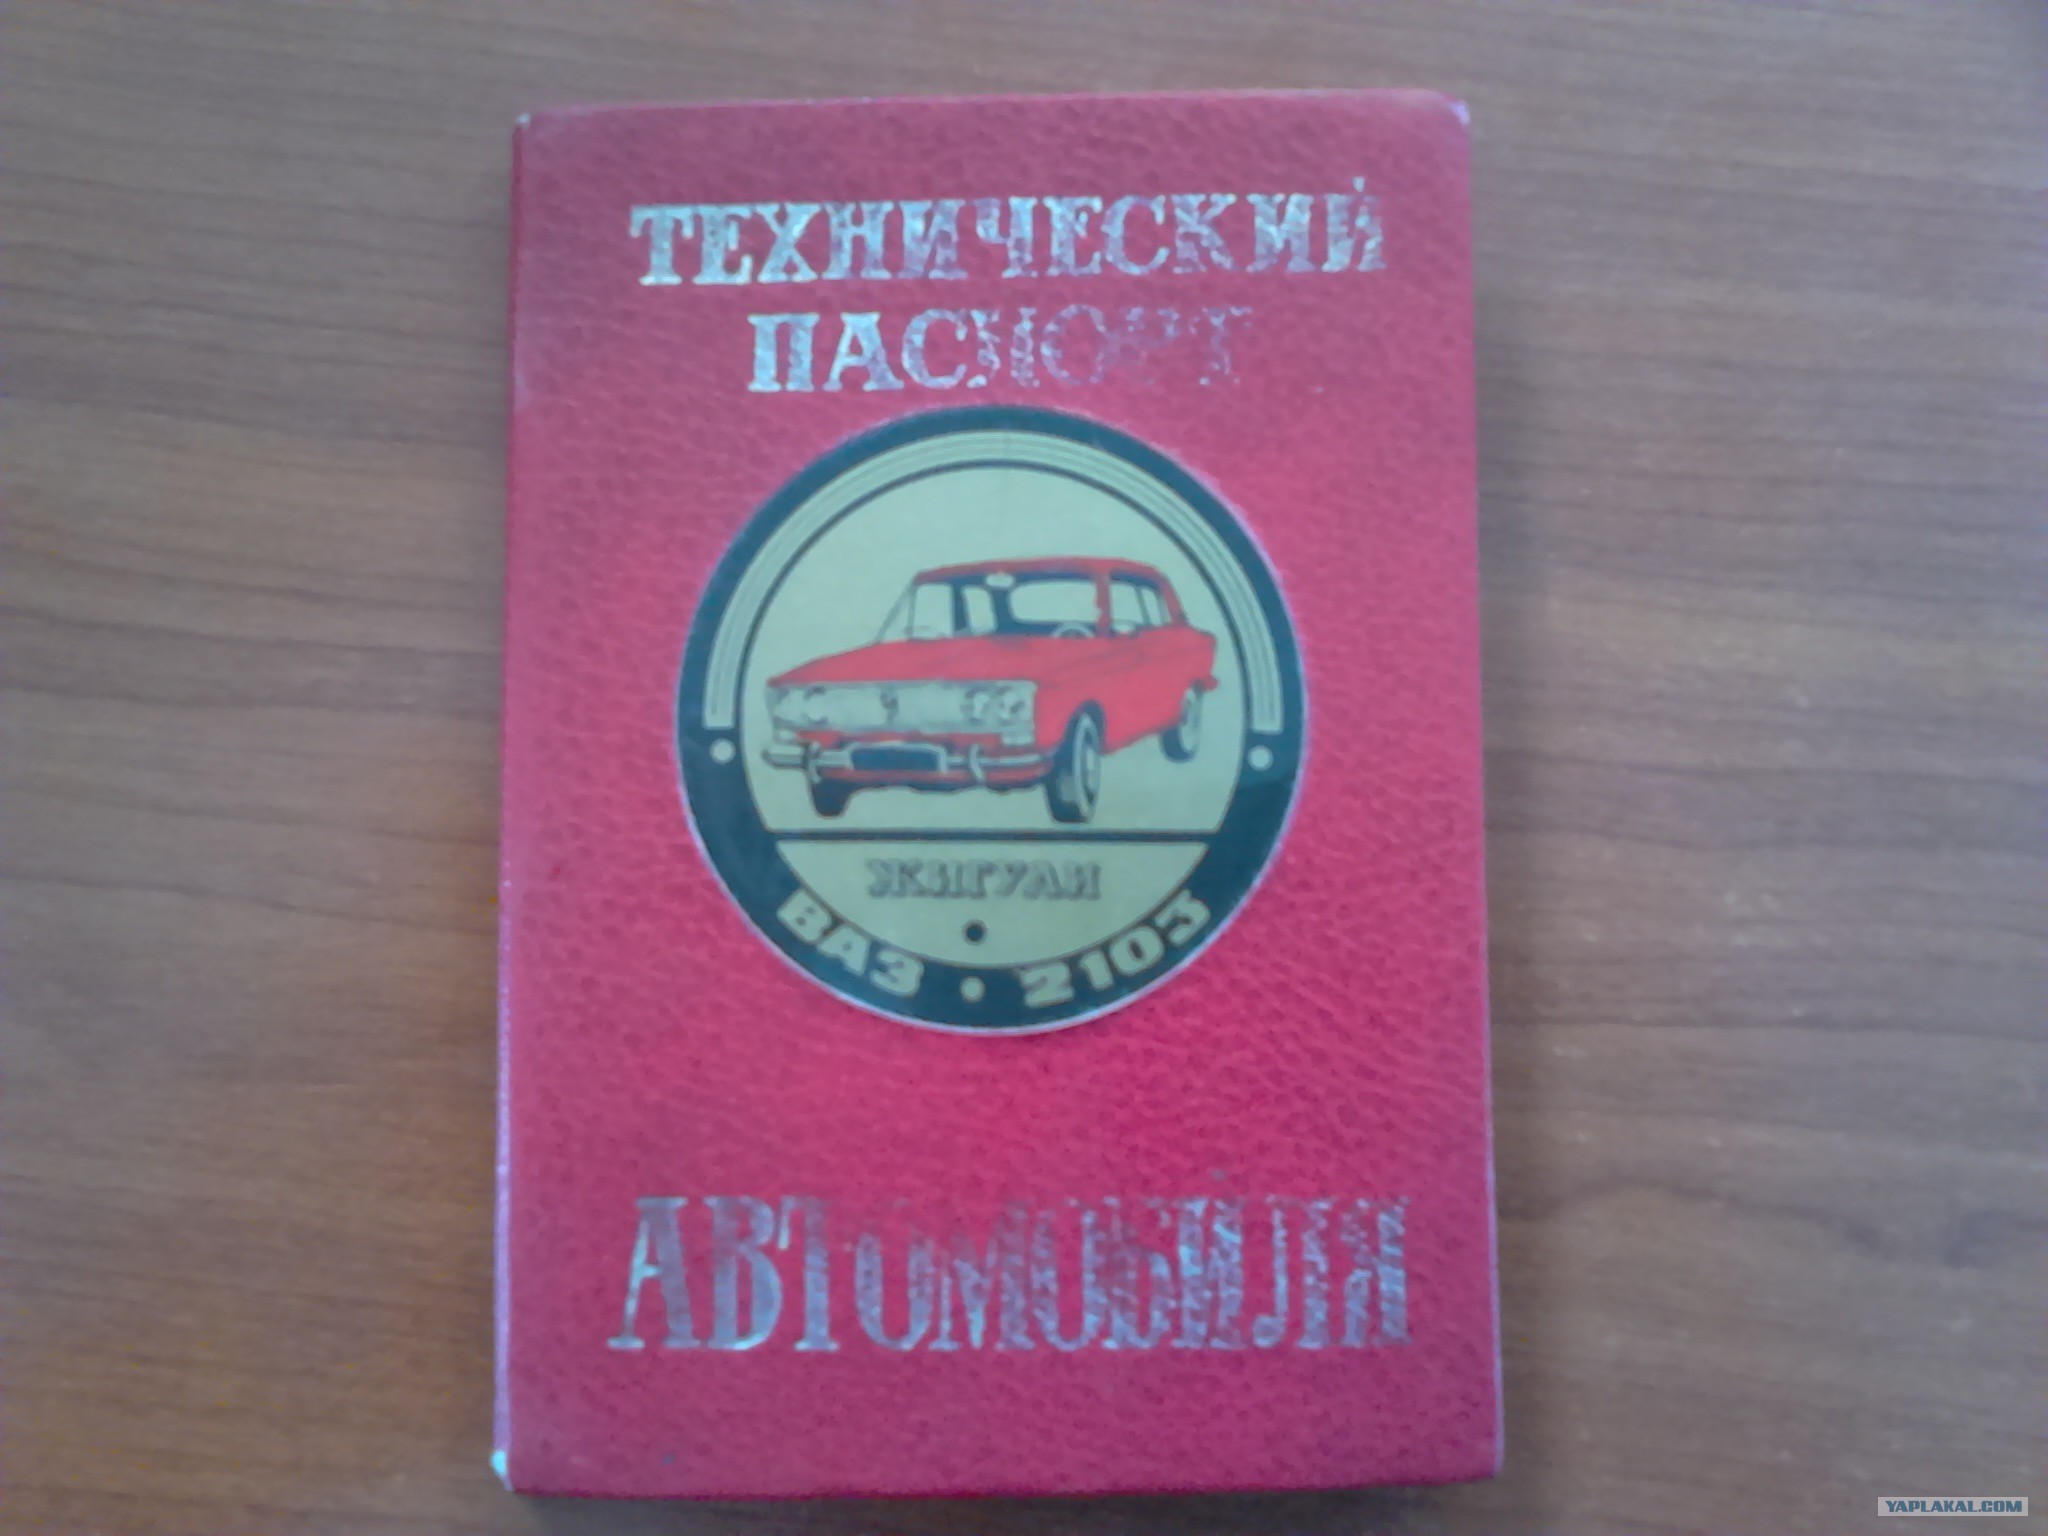 ТЕХНИЧЕСКИЙ
ПАСПОРТ
ЖИГУЛИ
ВАЗ • 2103
АВТОМОБИЛЯ
YAPLAKAL.COM